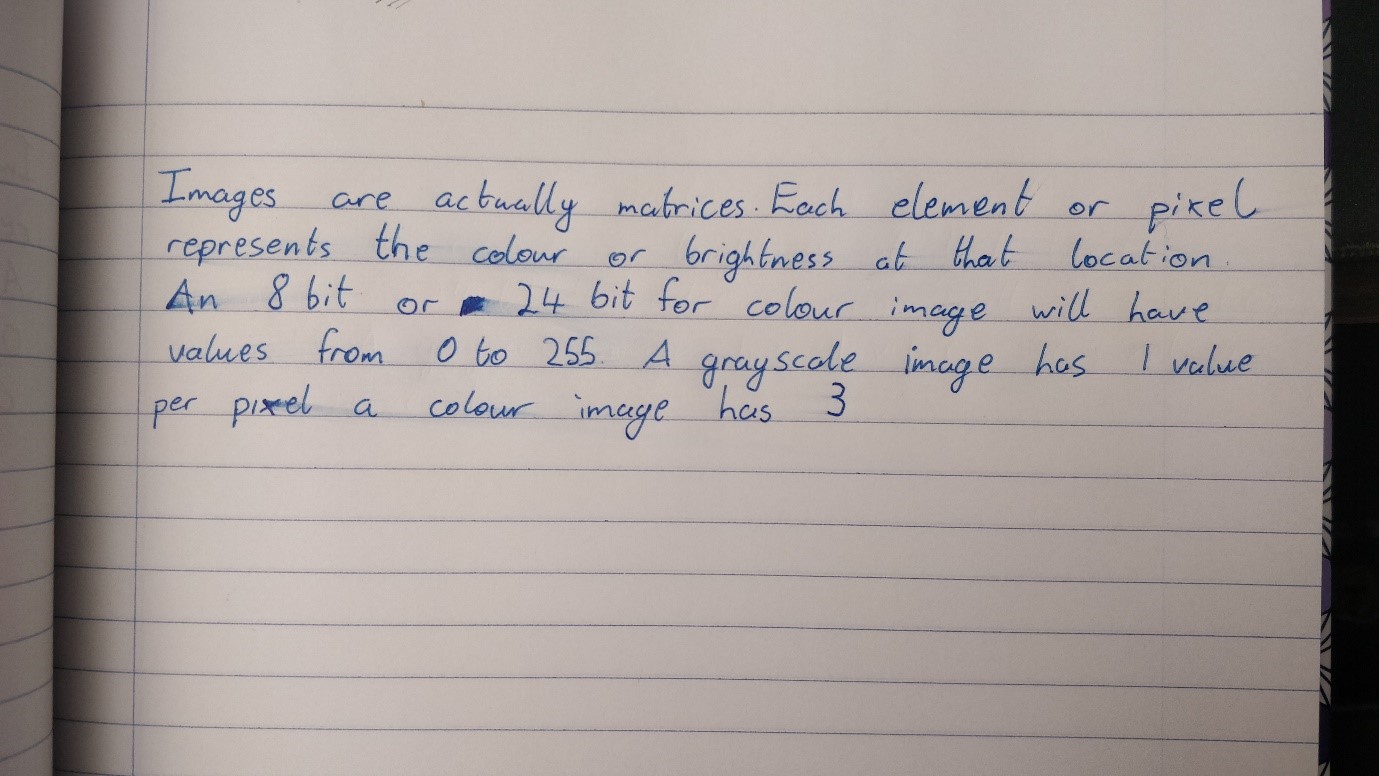 Images are actually matrices. Each element or pixel
represents the colour or brightness at that location.
An 8 bit or 24 bit for colour image will have
values from 0 to 255. A grayscale image has 1 value
per pixel a colour image has 3